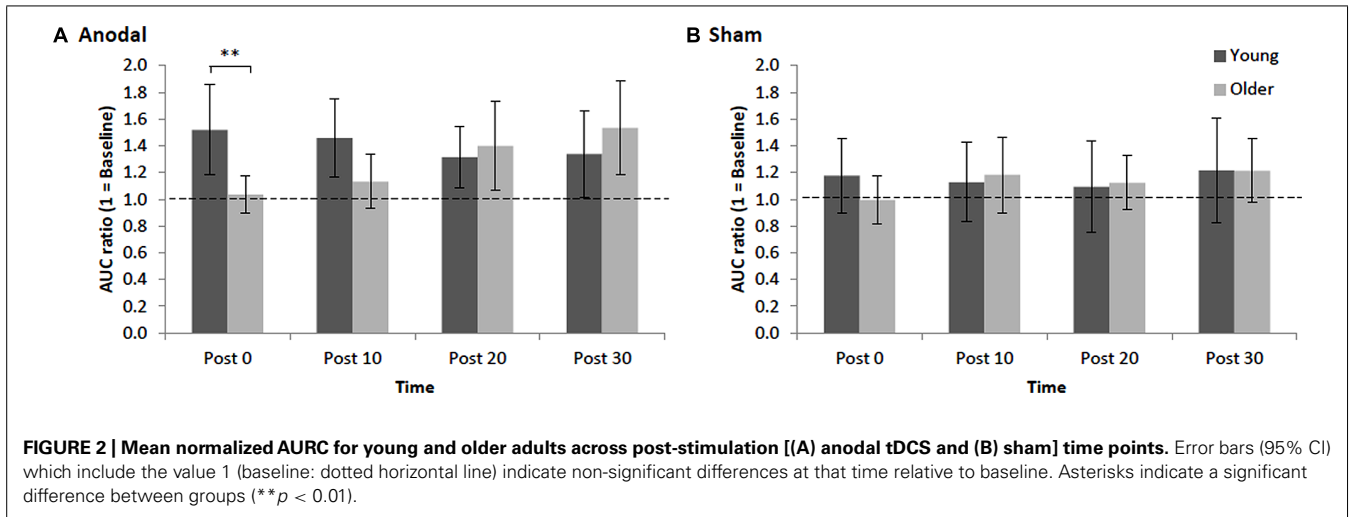 A Anodal
**
AUC ratio (1 = Baseline)
2.0
1.8
1.6
1.4
1.2
1.0
0.8
0.6
0.4
0.2
0.0
Post 0 Post 10 Post 20 Post 30
Time
B Sham
Young
Older
AUC ratio (1 = Baseline)
2.0
1.8
1.6
1.4
1.2
1.0
0.8
0.6
0.4
0.2
0.0
Post 0 Post 10 Post 20 Post 30
Time
FIGURE 2 | Mean normalized AURC for young and older adults across post-stimulation [(A) anodal tDCS and (B) sham] time points. Error bars (95% CI)
which include the value 1 (baseline: dotted horizontal line) indicate non-significant differences at that time relative to baseline. Asterisks indicate a significant
difference between groups (**p < 0.01).